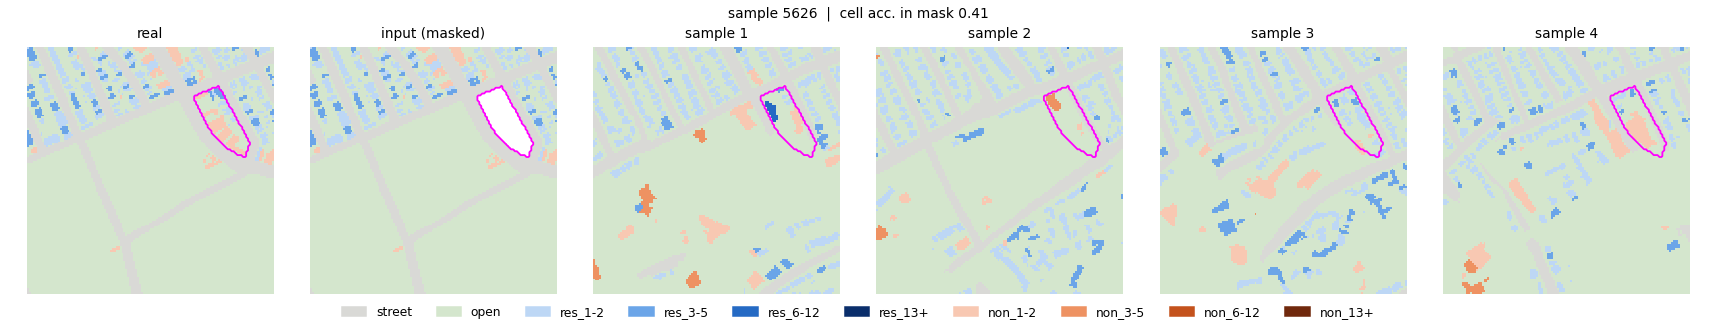 sample 5626  |  cell acc. in mask 0.41
real
input (masked)
sample 1
sample 2
sample 3
sample 4
street
open
res_1-2
res_3-5
res_6-12
res_13+
non_1-2
non_3-5
non_6-12
non_13+